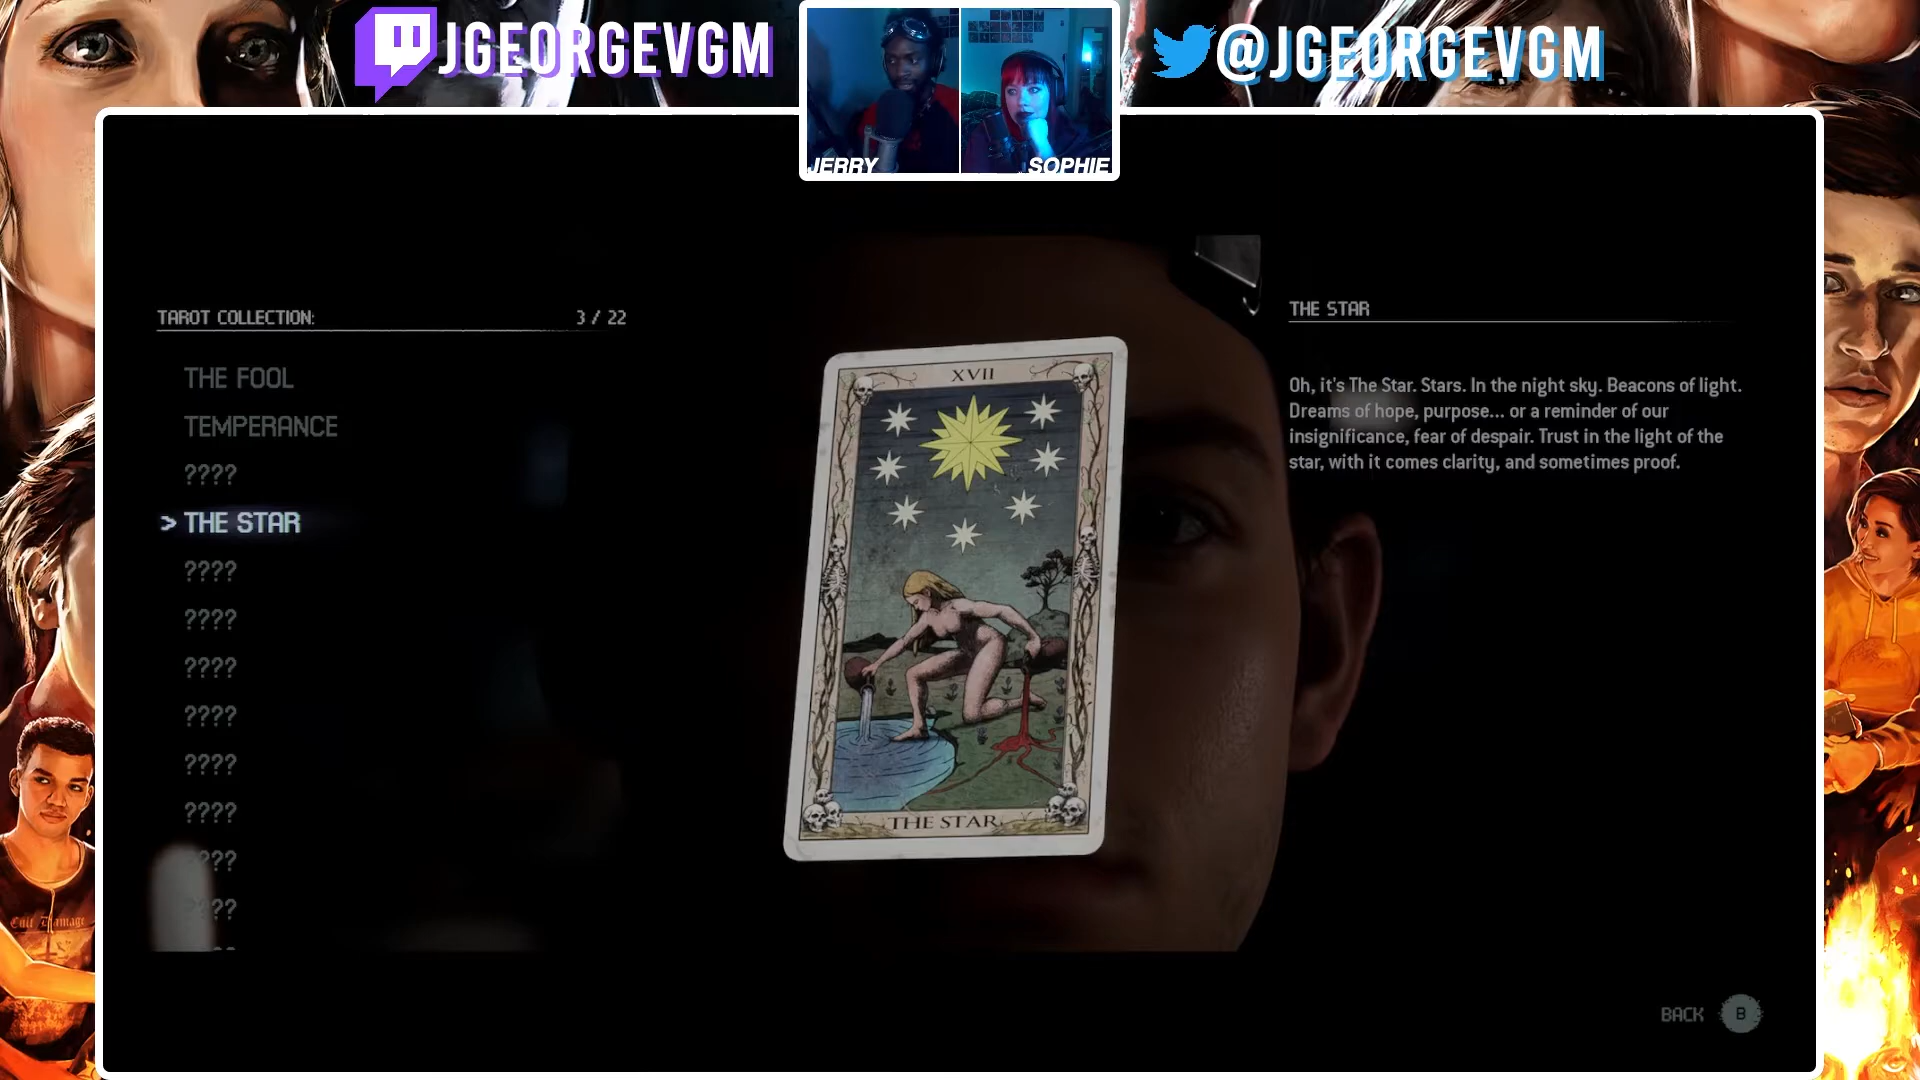 JGEORGEVGM
@JGEORGEVGM
JERRY
SOPHIE
TAROT COLLECTION:
3 / 22
THE FOOL
TEMPERANCE
????
> THE STAR
????
????
????
????
????
????
????
????
XVII
THE STAR
THE STAR
Oh, it's The Star. Stars. In the night sky. Beacons of light.
Dreams of hope, purpose... or a reminder of our
insignificance, fear of despair. Trust in the light of the
star, with it comes clarity, and sometimes proof.
Cult Damage
BACK B